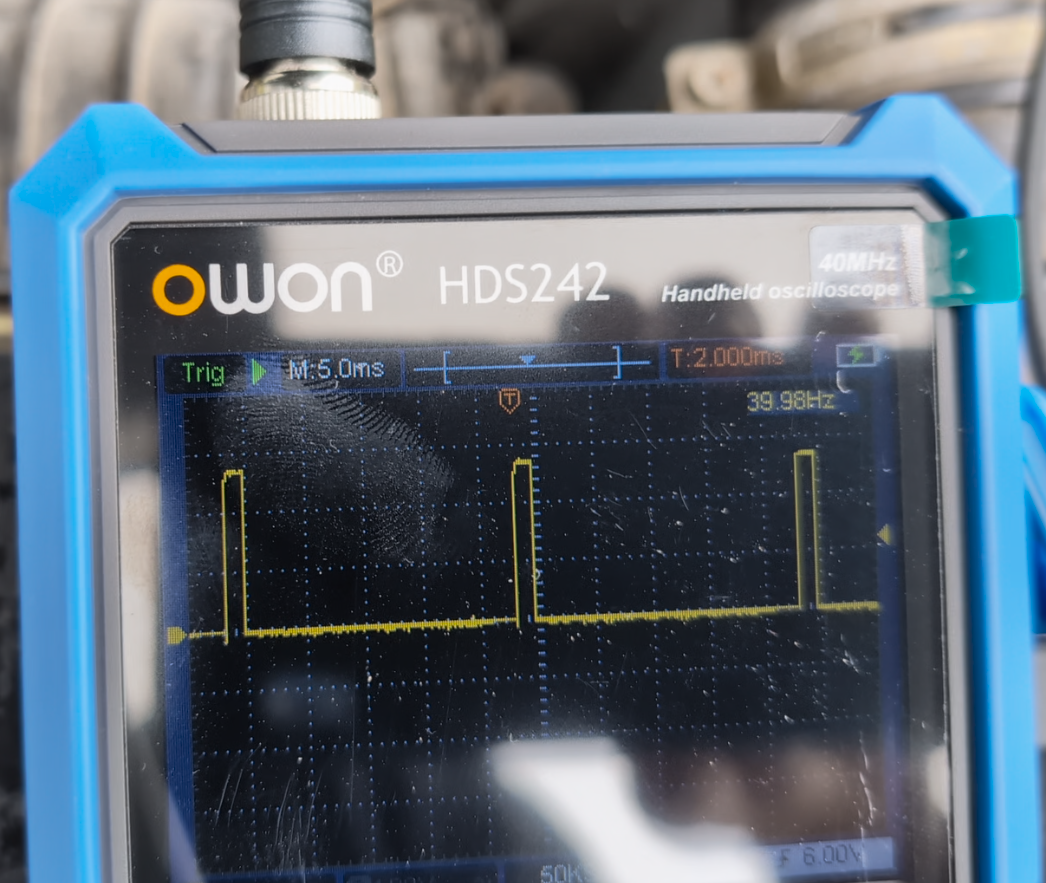 owon® HDS242
40MHz
Handheld oscilloscope
Trig M:5.0ms T:2.000ms
T
39.98Hz
6.00V